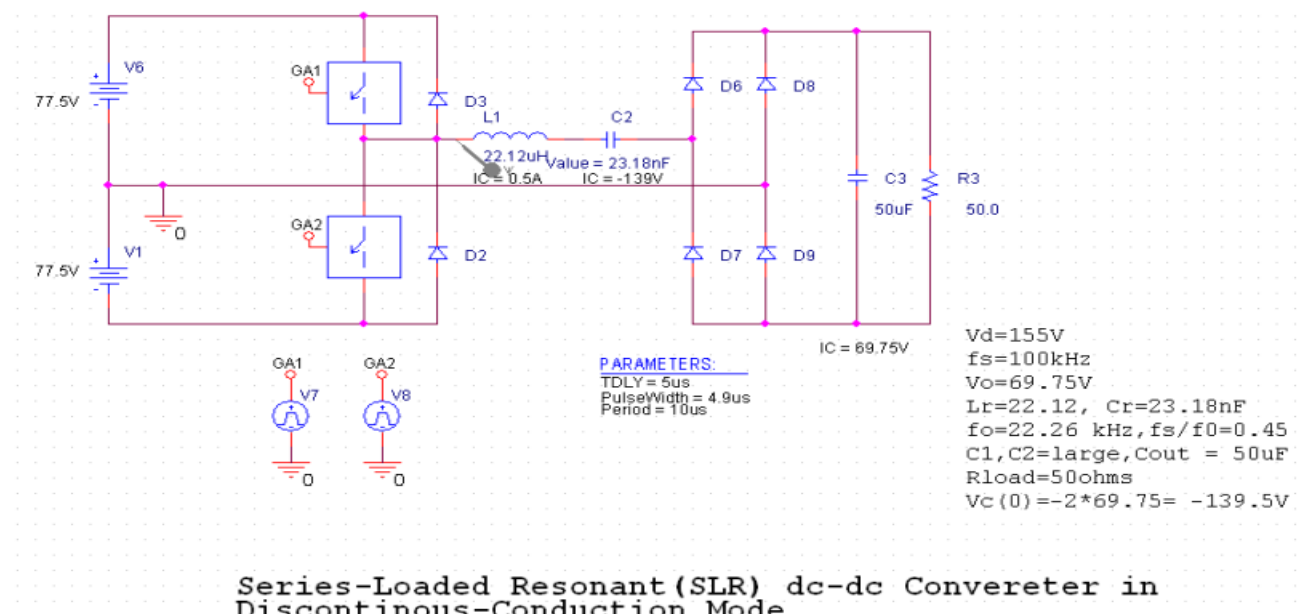 V6
GA1
77.5V
D3
L1
C2
D6
D8
22.12uH
Value = 23.18nF
IC = 0.5A
IC = -139V
C3
R3
50uF
50.0
0
GA2
V1
77.5V
D2
D7
D9
IC = 69.75V
GA1
GA2
V7
V8
0
0
PARAMETERS:
TDLY = 5us
PulseWidth = 4.9us
Period = 10us
Vd=155V
fs=100kHz
Vo=69.75V
Lr=22.12, Cr=23.18nF
fo=22.26 kHz,fs/f0=0.45
C1,C2=large,Cout = 50uF
Rload=50ohms
Vc(0)=-2*69.75= -139.5V
Series-Loaded Resonant(SLR) dc-dc Convereter in
Discontinous-Conduction Mode